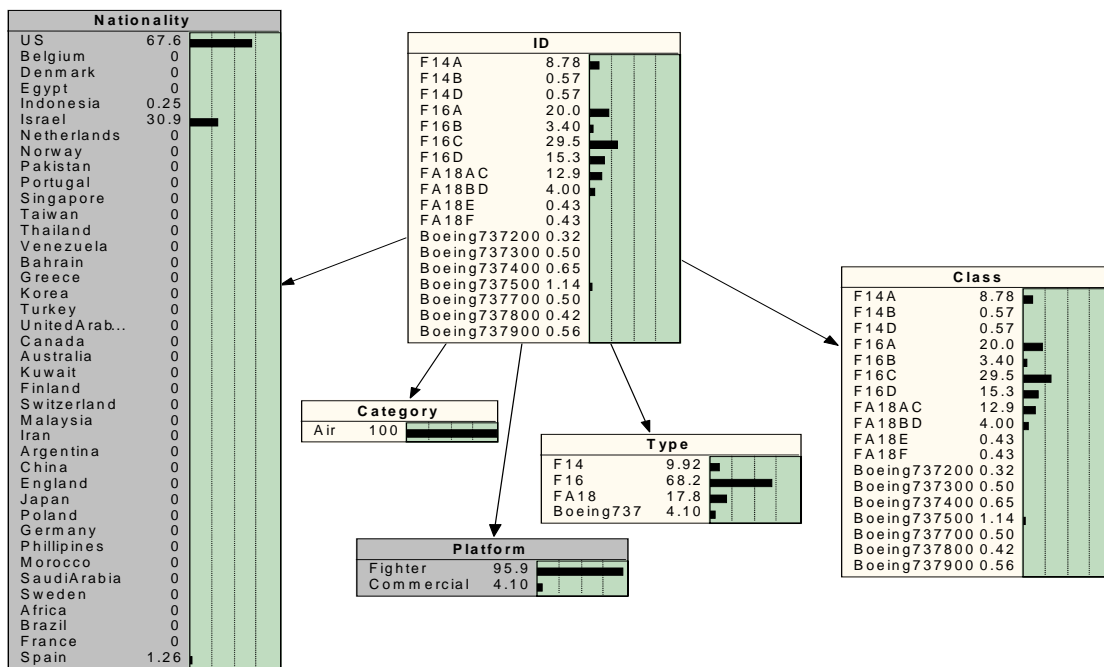 Nationality
US 67.6
Belgium 0
Denmark 0
Egypt 0
Indonesia 0.25
Israel 30.9
Netherlands 0
Norway 0
Pakistan 0
Portugal 0
Singapore 0
Taiwan 0
Thailand 0
Venezuela 0
Bahrain 0
Greece 0
Korea 0
Turkey 0
UnitedArab... 0
Canada 0
Australia 0
Kuwait 0
Finland 0
Switzerland 0
Malaysia 0
Iran 0
Argentina 0
China 0
England 0
Japan 0
Poland 0
Germany 0
Phillipines 0
Morocco 0
SaudiArabia 0
Sweden 0
Africa 0
Brazil 0
France 0
Spain 1.26
ID
F14A 8.78
F14B 0.57
F14D 0.57
F16A 20.0
F16B 3.40
F16C 29.5
F16D 15.3
FA18AC 12.9
FA18BD 4.00
FA18E 0.43
FA18F 0.43
Boeing737200 0.32
Boeing737300 0.50
Boeing737400 0.65
Boeing737500 1.14
Boeing737700 0.50
Boeing737800 0.42
Boeing737900 0.56
Category
Air 100
Platform
Fighter 95.9
Commercial 4.10
Type
F14 9.92
F16 68.2
FA18 17.8
Boeing737 4.10
Class
F14A 8.78
F14B 0.57
F14D 0.57
F16A 20.0
F16B 3.40
F16C 29.5
F16D 15.3
FA18AC 12.9
FA18BD 4.00
FA18E 0.43
FA18F 0.43
Boeing737200 0.32
Boeing737300 0.50
Boeing737400 0.65
Boeing737500 1.14
Boeing737700 0.50
Boeing737800 0.42
Boeing737900 0.56